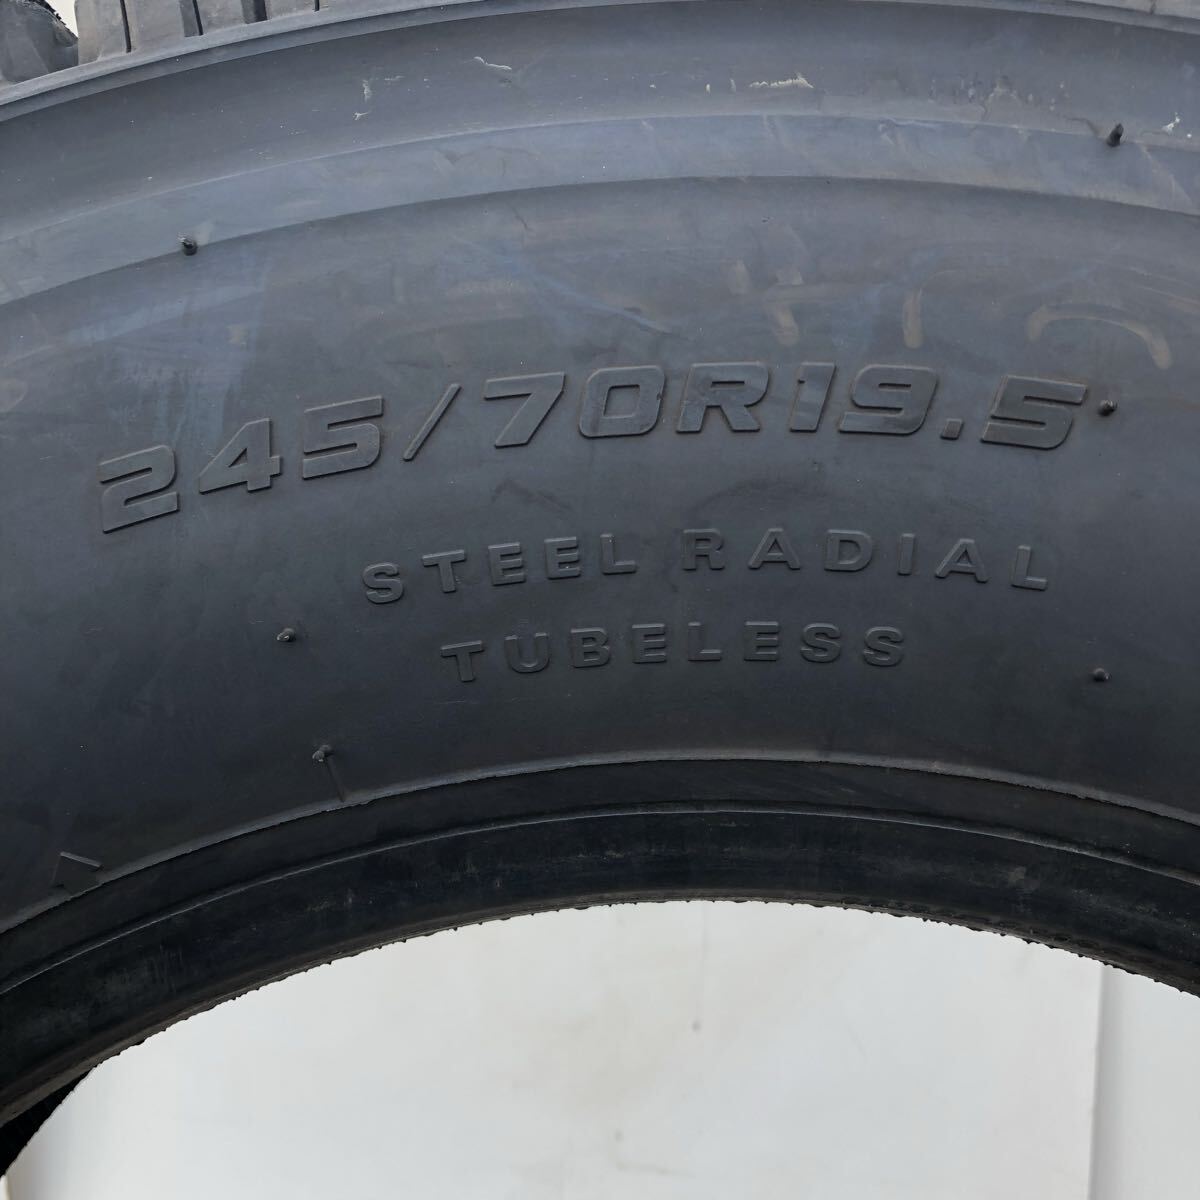 245/70R19.5
STEEL RADIAL
TUBELESS